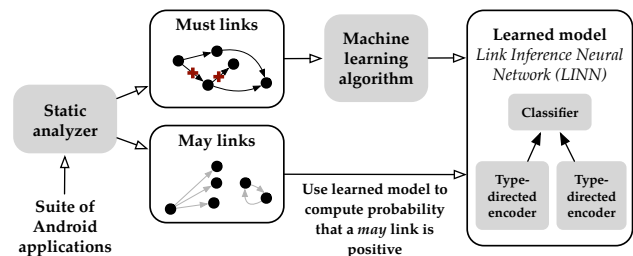 Must links
Machine
learning
algorithm
Learned model
Link Inference Neural
Network (LINN)
Classifier
Type-
directed
encoder
Type-
directed
encoder
Static
analyzer
May links
Suite of
Android
applications
Use learned model to
compute probability
that a may link is
positive